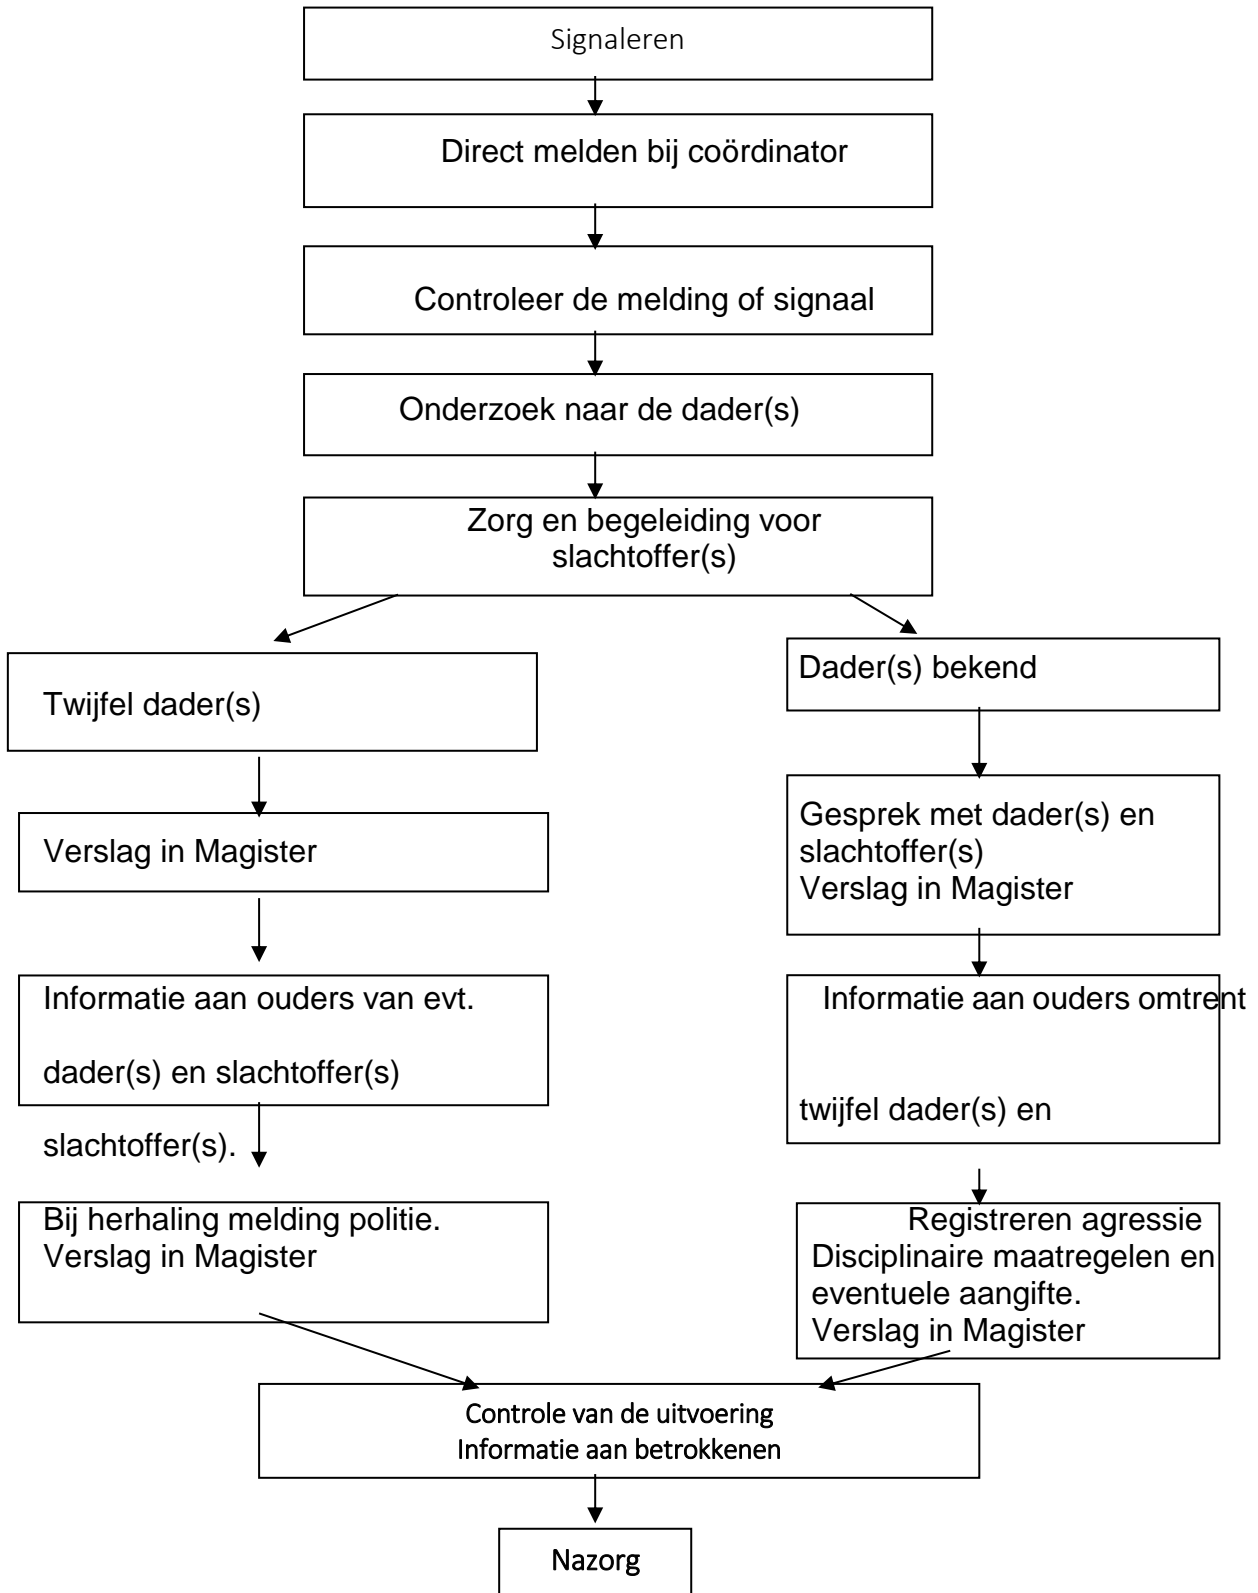 Signaleren
Direct melden bij coördinator
Controleer de melding of signaal
Onderzoek naar de dader(s)
Zorg en begeleiding voor
slachtoffer(s)
Twijfel dader(s)
Verslag in Magister
Informatie aan ouders van evt.
dader(s) en slachtoffer(s)
slachtoffer(s).
Bij herhaling melding politie.
Verslag in Magister
Dader(s) bekend
Gesprek met dader(s) en
slachtoffer(s)
Verslag in Magister
Informatie aan ouders omtrent
twijfel dader(s) en
Registreren agressie
Disciplinaire maatregelen en
eventuele aangifte.
Verslag in Magister
Controle van de uitvoering
Informatie aan betrokkenen
Nazorg